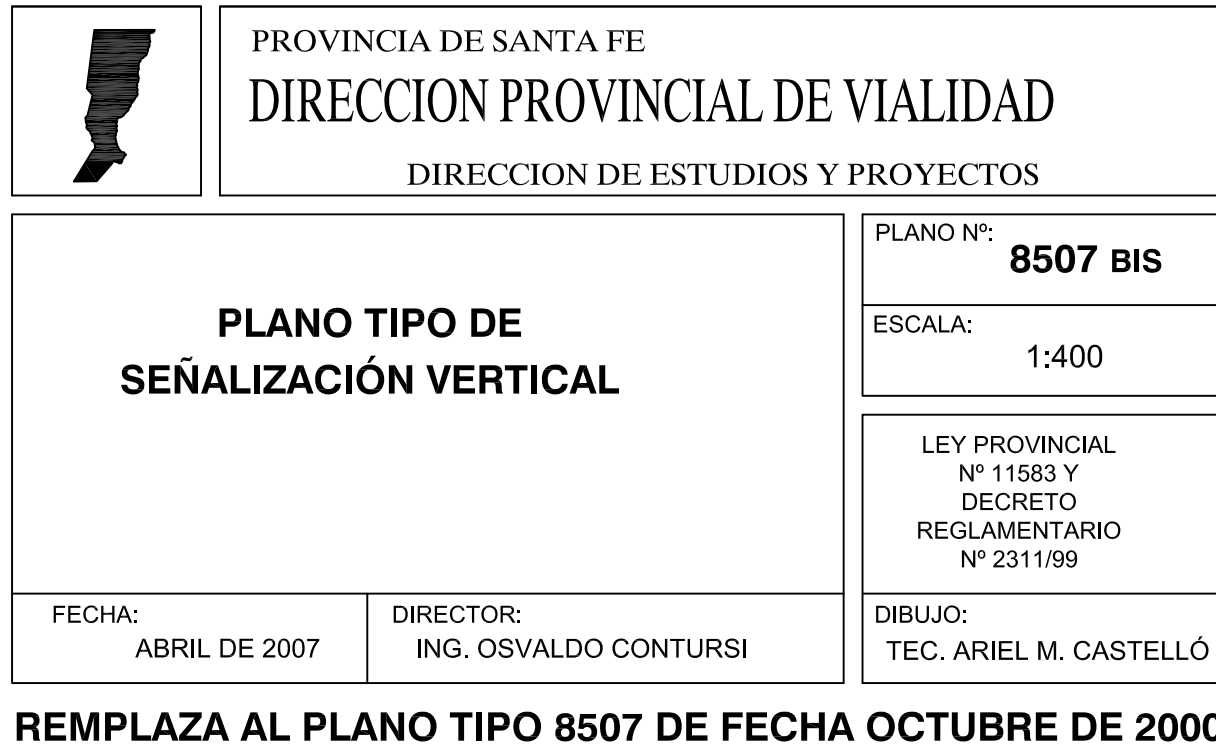 PROVINCIA DE SANTA FE
DIRECCION PROVINCIAL DE VIALIDAD
DIRECCION DE ESTUDIOS Y PROYECTOS
PLANO TIPO DE
SEÑALIZACIÓN VERTICAL
PLANO Nº:
8507 BIS
ESCALA:
1:400
LEY PROVINCIAL
Nº 11583 Y
DECRETO
REGLAMENTARIO
Nº 2311/99
FECHA:
ABRIL DE 2007
DIRECTOR:
ING. OSVALDO CONTURSI
DIBUJO:
TEC. ARIEL M. CASTELLÓ
REMPLAZA AL PLANO TIPO 8507 DE FECHA OCTUBRE DE 2000